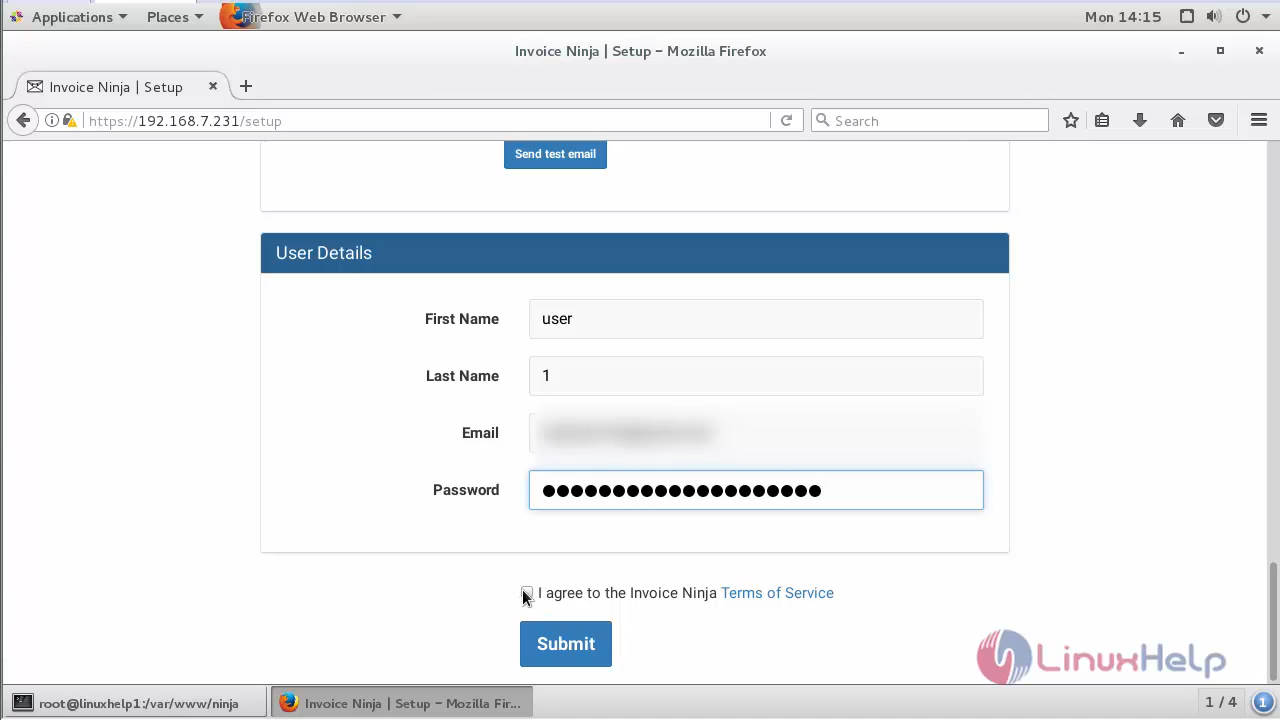 Applications Places Firefox Web Browser Mon 14:15
Invoice Ninja | Setup – Mozilla Firefox
Invoice Ninja | Setup
https://192.168.7.231/setup Search
Send test email
User Details
First Name user
Last Name 1
Email
Password ●●●●●●●●●●●●●●●●●●●●
I agree to the Invoice Ninja Terms of Service
Submit
LinuxHelp
root@linuxhelp1:/var/www/ninja Invoice Ninja | Setup – Mozilla Fir... 1 / 4 1